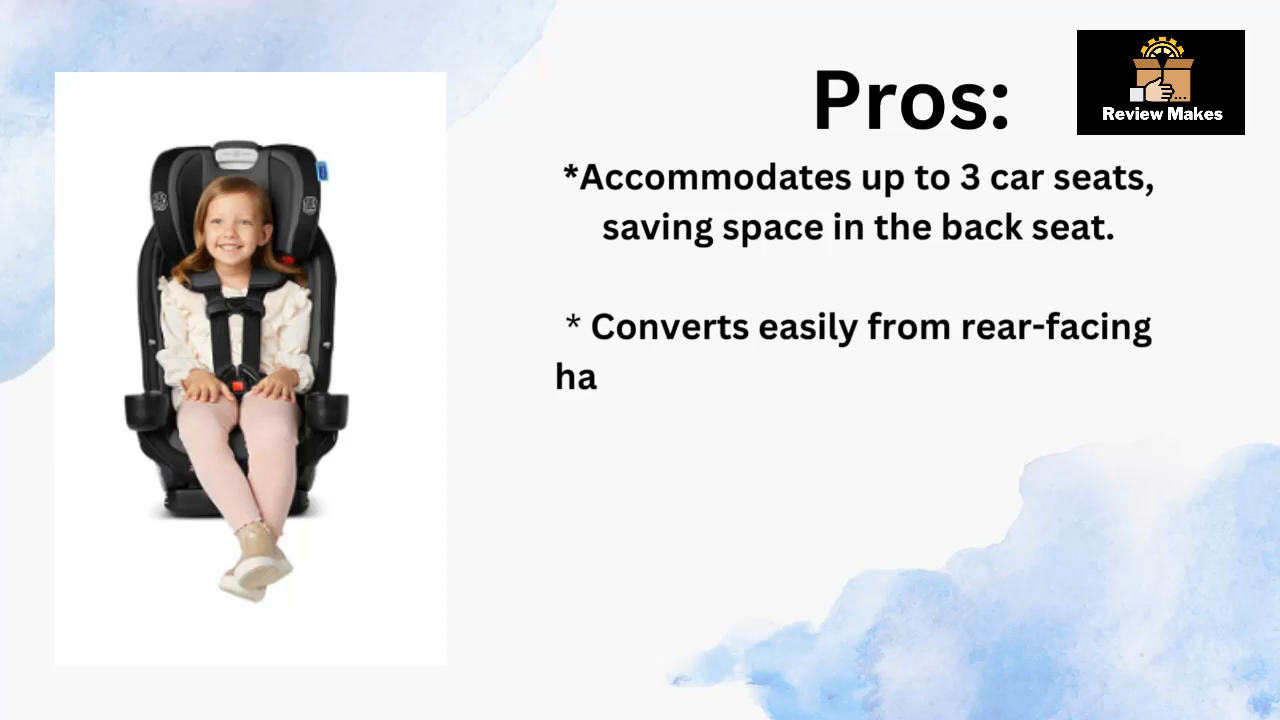 Pros:
Review Makes
*Accommodates up to 3 car seats,
saving space in the back seat.
* Converts easily from rear-facing
ha